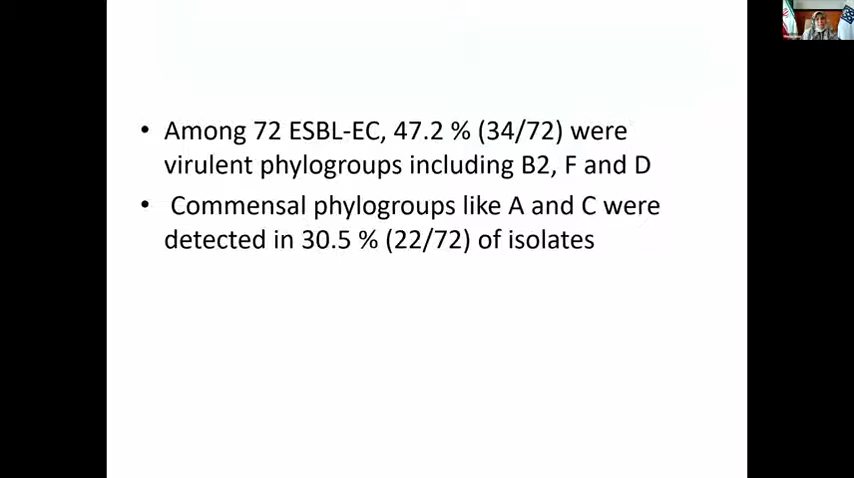 • Among 72 ESBL-EC, 47.2 % (34/72) were
virulent phylogroups including B2, F and D
• Commensal phylogroups like A and C were
detected in 30.5 % (22/72) of isolates